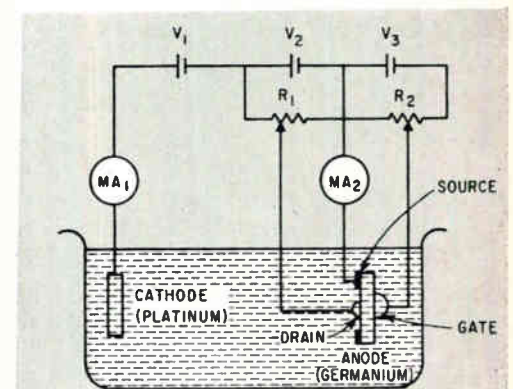 V₁ V₂ V₃
R₁ R₂
MA₁ MA₂
SOURCE
CATHODE
(PLATINUM)
DRAIN
GATE
ANODE
(GERMANIUM)